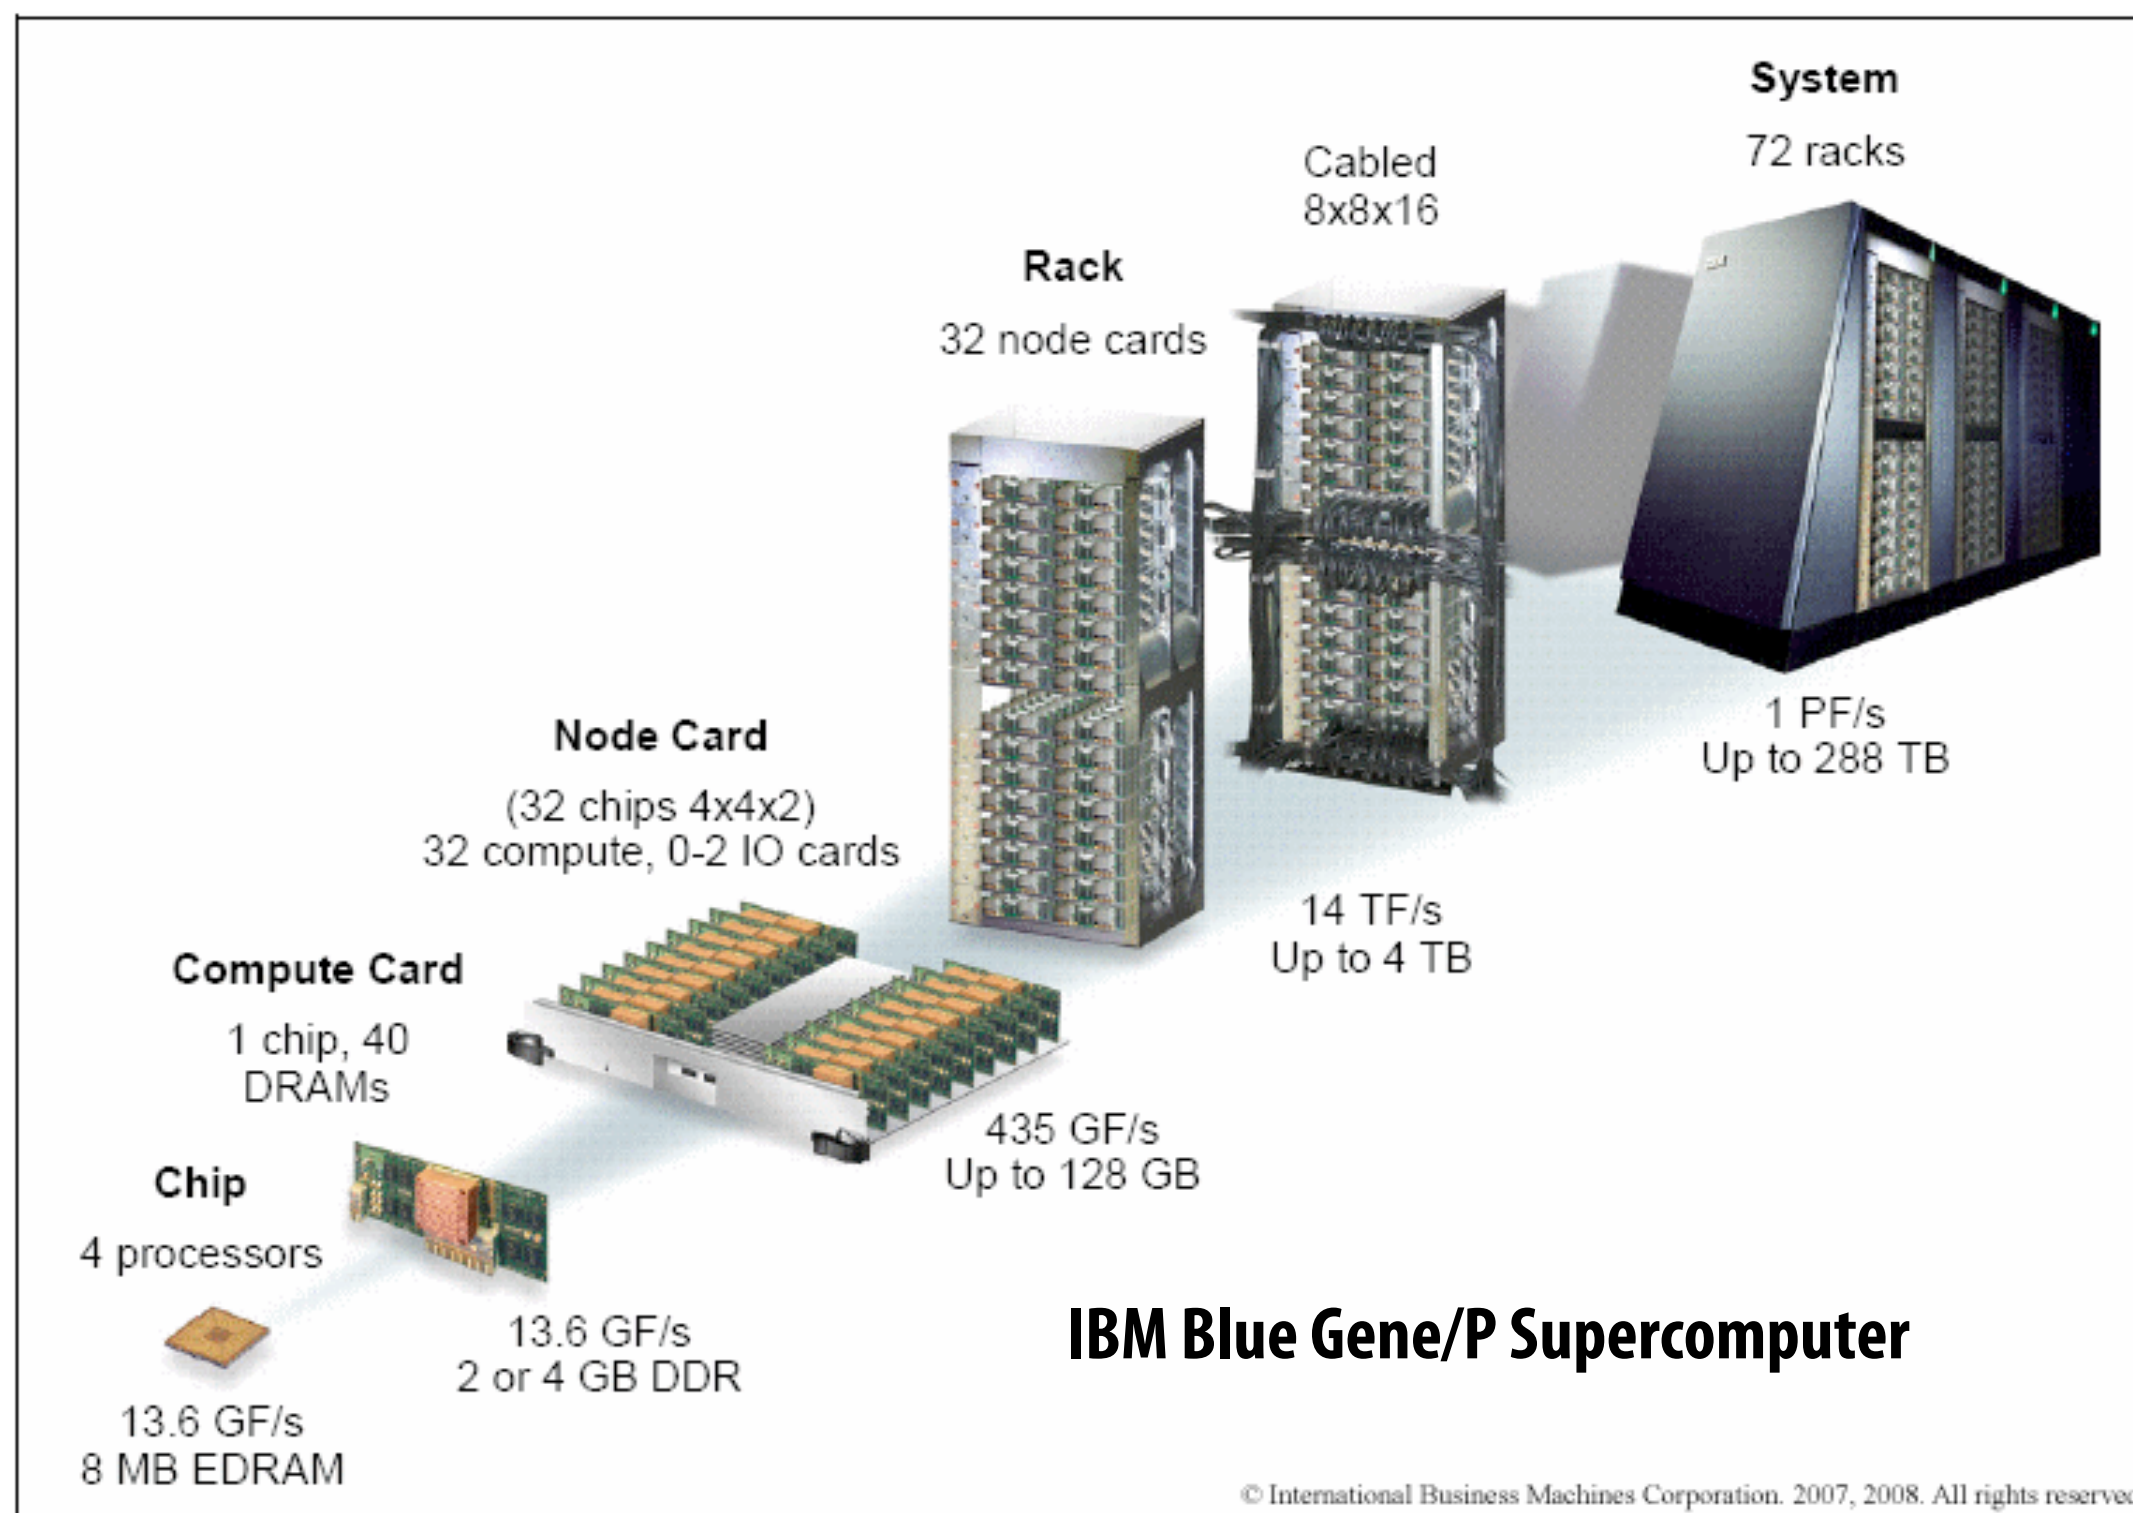 System
72 racks
Cabled
8x8x16
Rack
32 node cards
1 PF/s
Up to 288 TB
Node Card
(32 chips 4x4x2)
32 compute, 0-2 IO cards
14 TF/s
Up to 4 TB
Compute Card
1 chip, 40
DRAMs
435 GF/s
Up to 128 GB
Chip
4 processors
13.6 GF/s
2 or 4 GB DDR
13.6 GF/s
8 MB EDRAM
IBM Blue Gene/P Supercomputer
© International Business Machines Corporation. 2007, 2008. All rights reserved